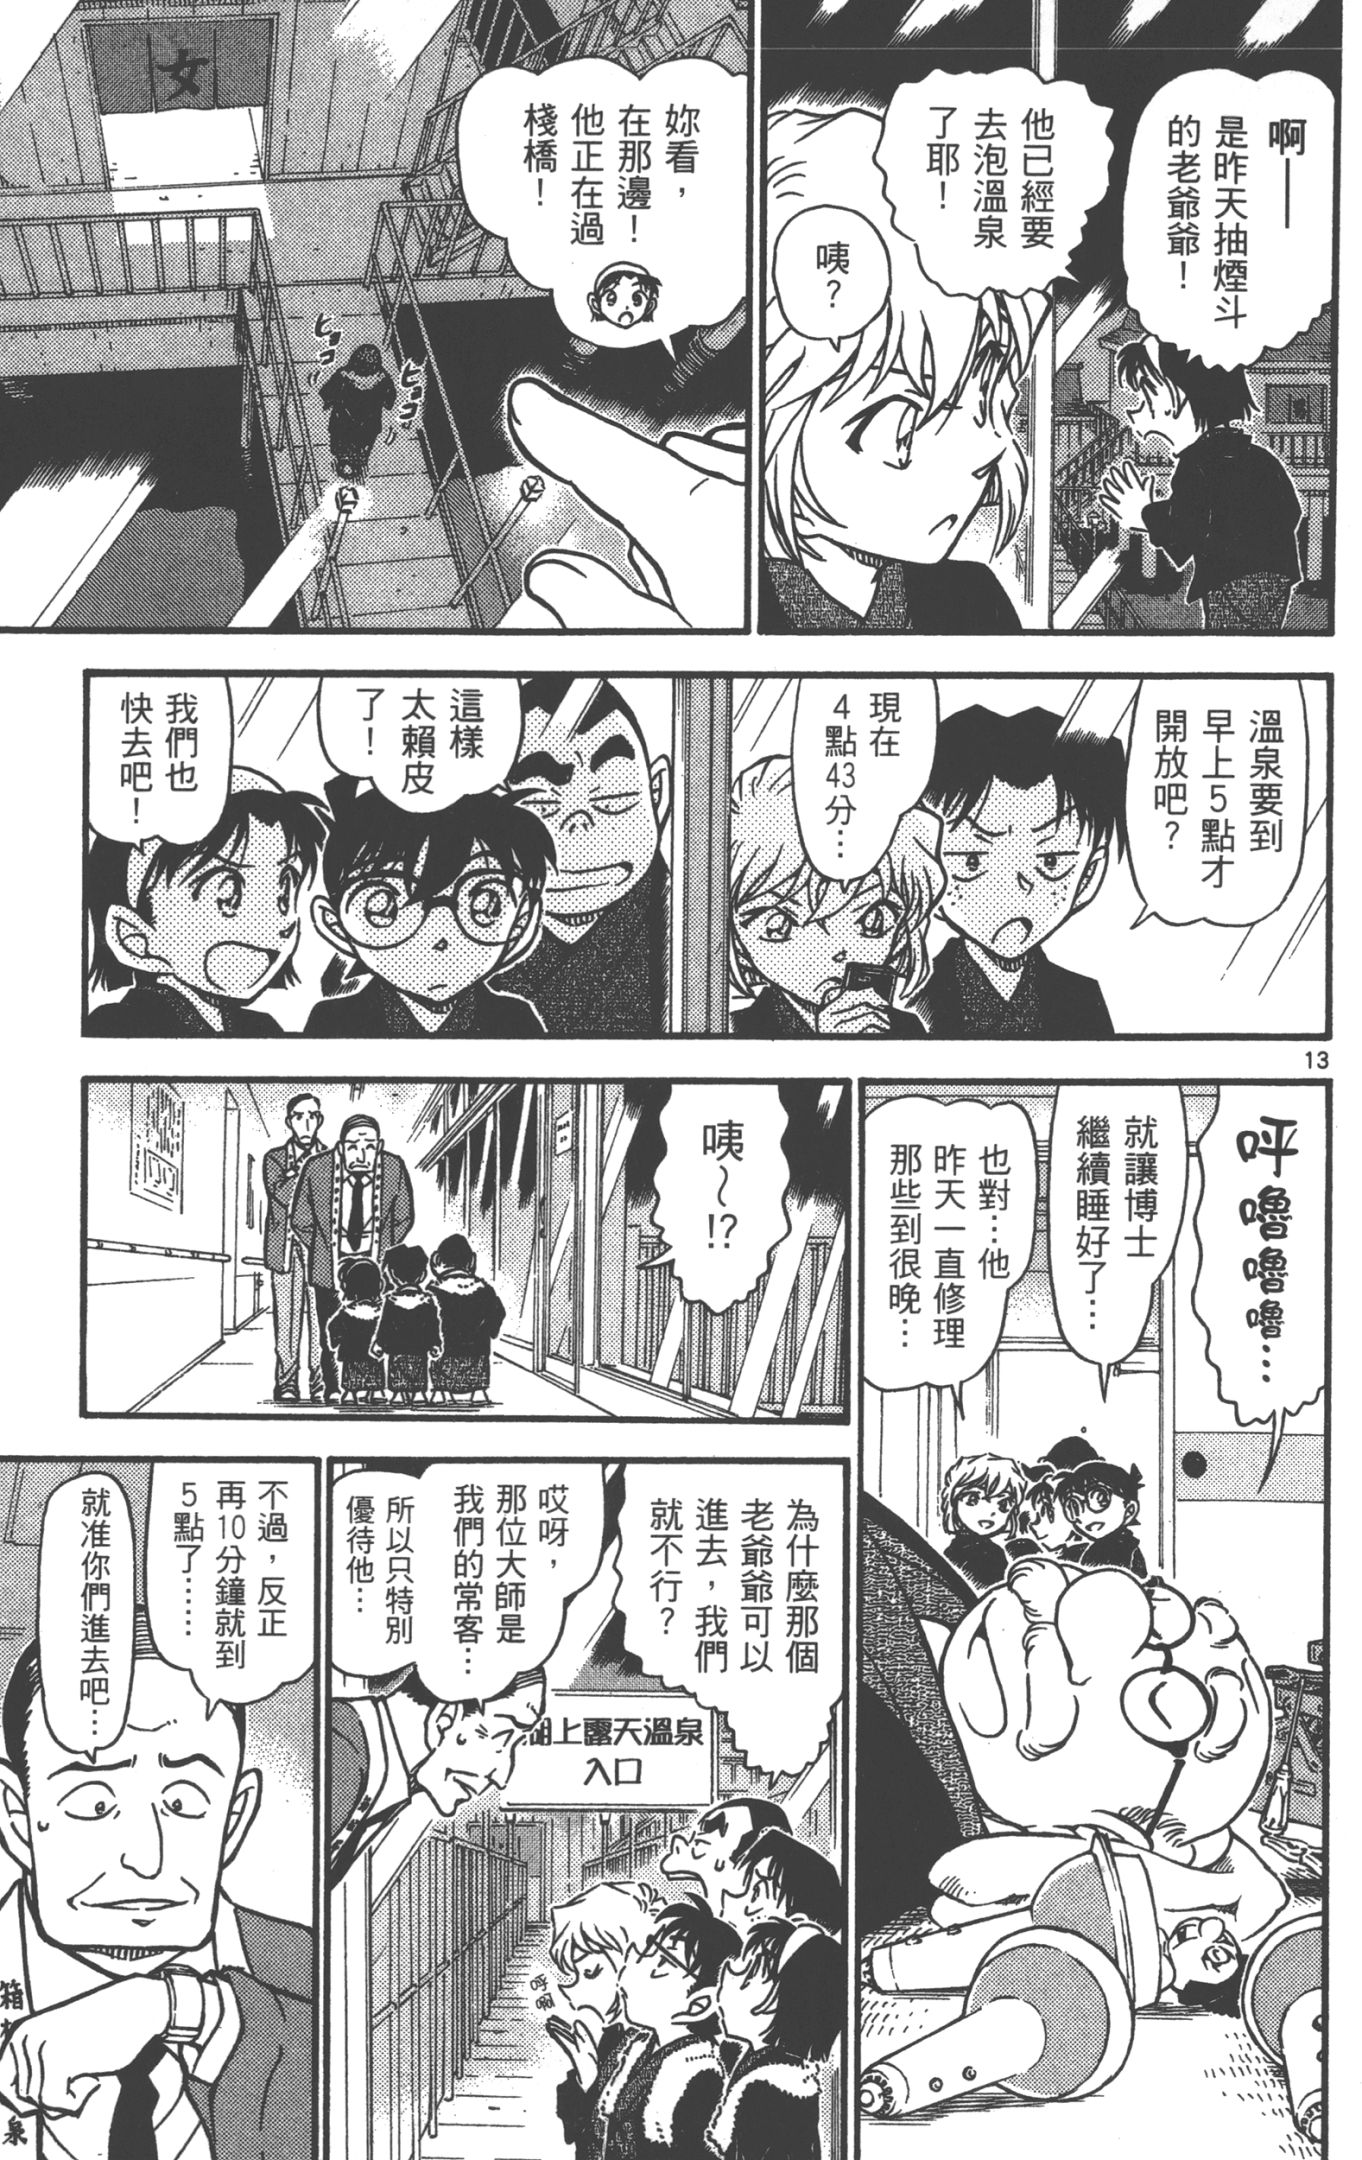 啊——
是昨天抽煙斗
的老爺爺！
他已經要
去泡溫泉
了耶！
咦？
妳看，
在那邊！
他正在過
棧橋！
女
溫泉要到
早上5點才
開放吧？
現在
4點43分…
這樣
太賴皮
了！
我們也
快去吧！
13
呼嚕嚕嚕…
就讓博士
繼續睡好了…
也對…他
昨天一直修理
那些到很晚…
咦～!?
為什麼那個
老爺爺可以
進去，我們
就不行？
哎呀，
那位大師是
我們的常客…
所以只特別
優待他…
湖上露天溫泉
入口
呼啊
不過，反正
再10分鐘就到
5點了……
就准你們進去吧…
箱
泉